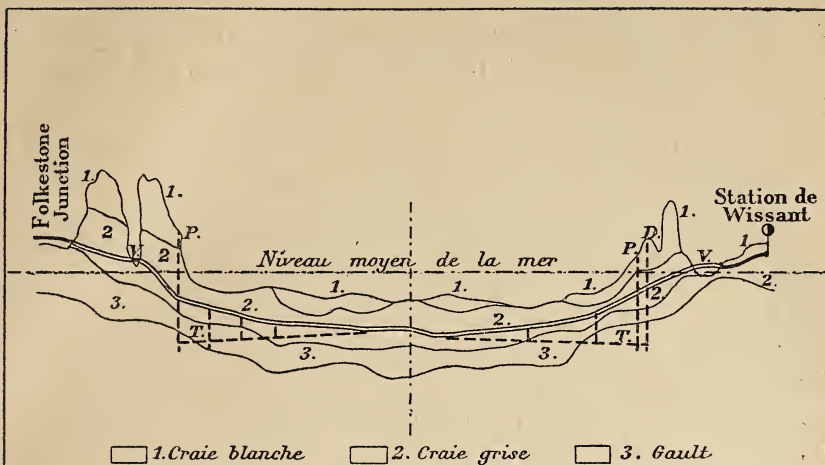 Folkestone
Junction
1.
1.
2
2
V.
P.
3.
T.
2.
3.
Niveau moyen de la mer
1.
1.
1.
2.
3.
T.
P.
D.
1.
2.
V.
1
2.
Station de
Wissant
1. Craie blanche
2. Craie grise
3. Gault